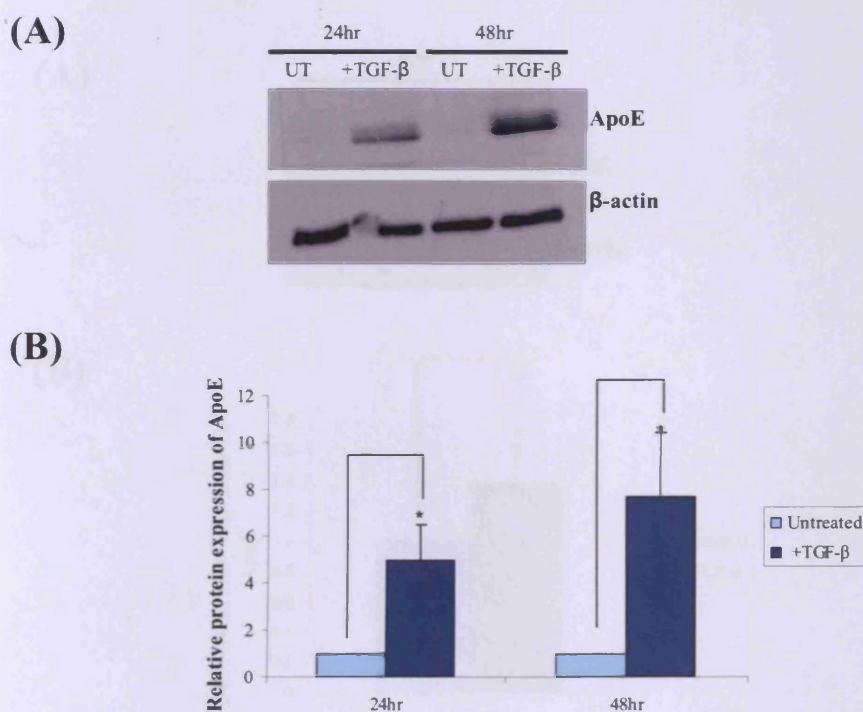 (A)
24hr 48hr
UT +TGF-β UT +TGF-β
ApoE
β-actin
(B)
Relative protein expression of ApoE
12
10
8
6
4
2
0
*
*
24hr
48hr
Untreated
+TGF-β